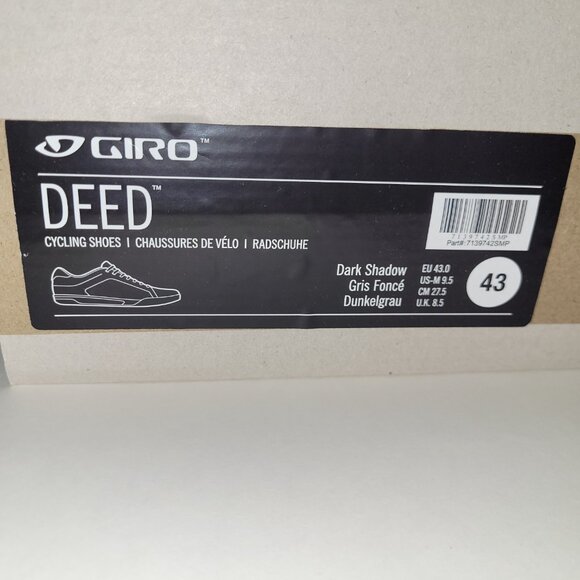 GIRO™
DEED™
CYCLING SHOES | CHAUSSURES DE VÉLO | RADSCHUHE
7139742SMP
Part#:7139742SMP
Dark Shadow
Gris Foncé
Dunkelgrau
EU 43.0
US-M 9.5
CM 27.5
U.K. 8.5
43